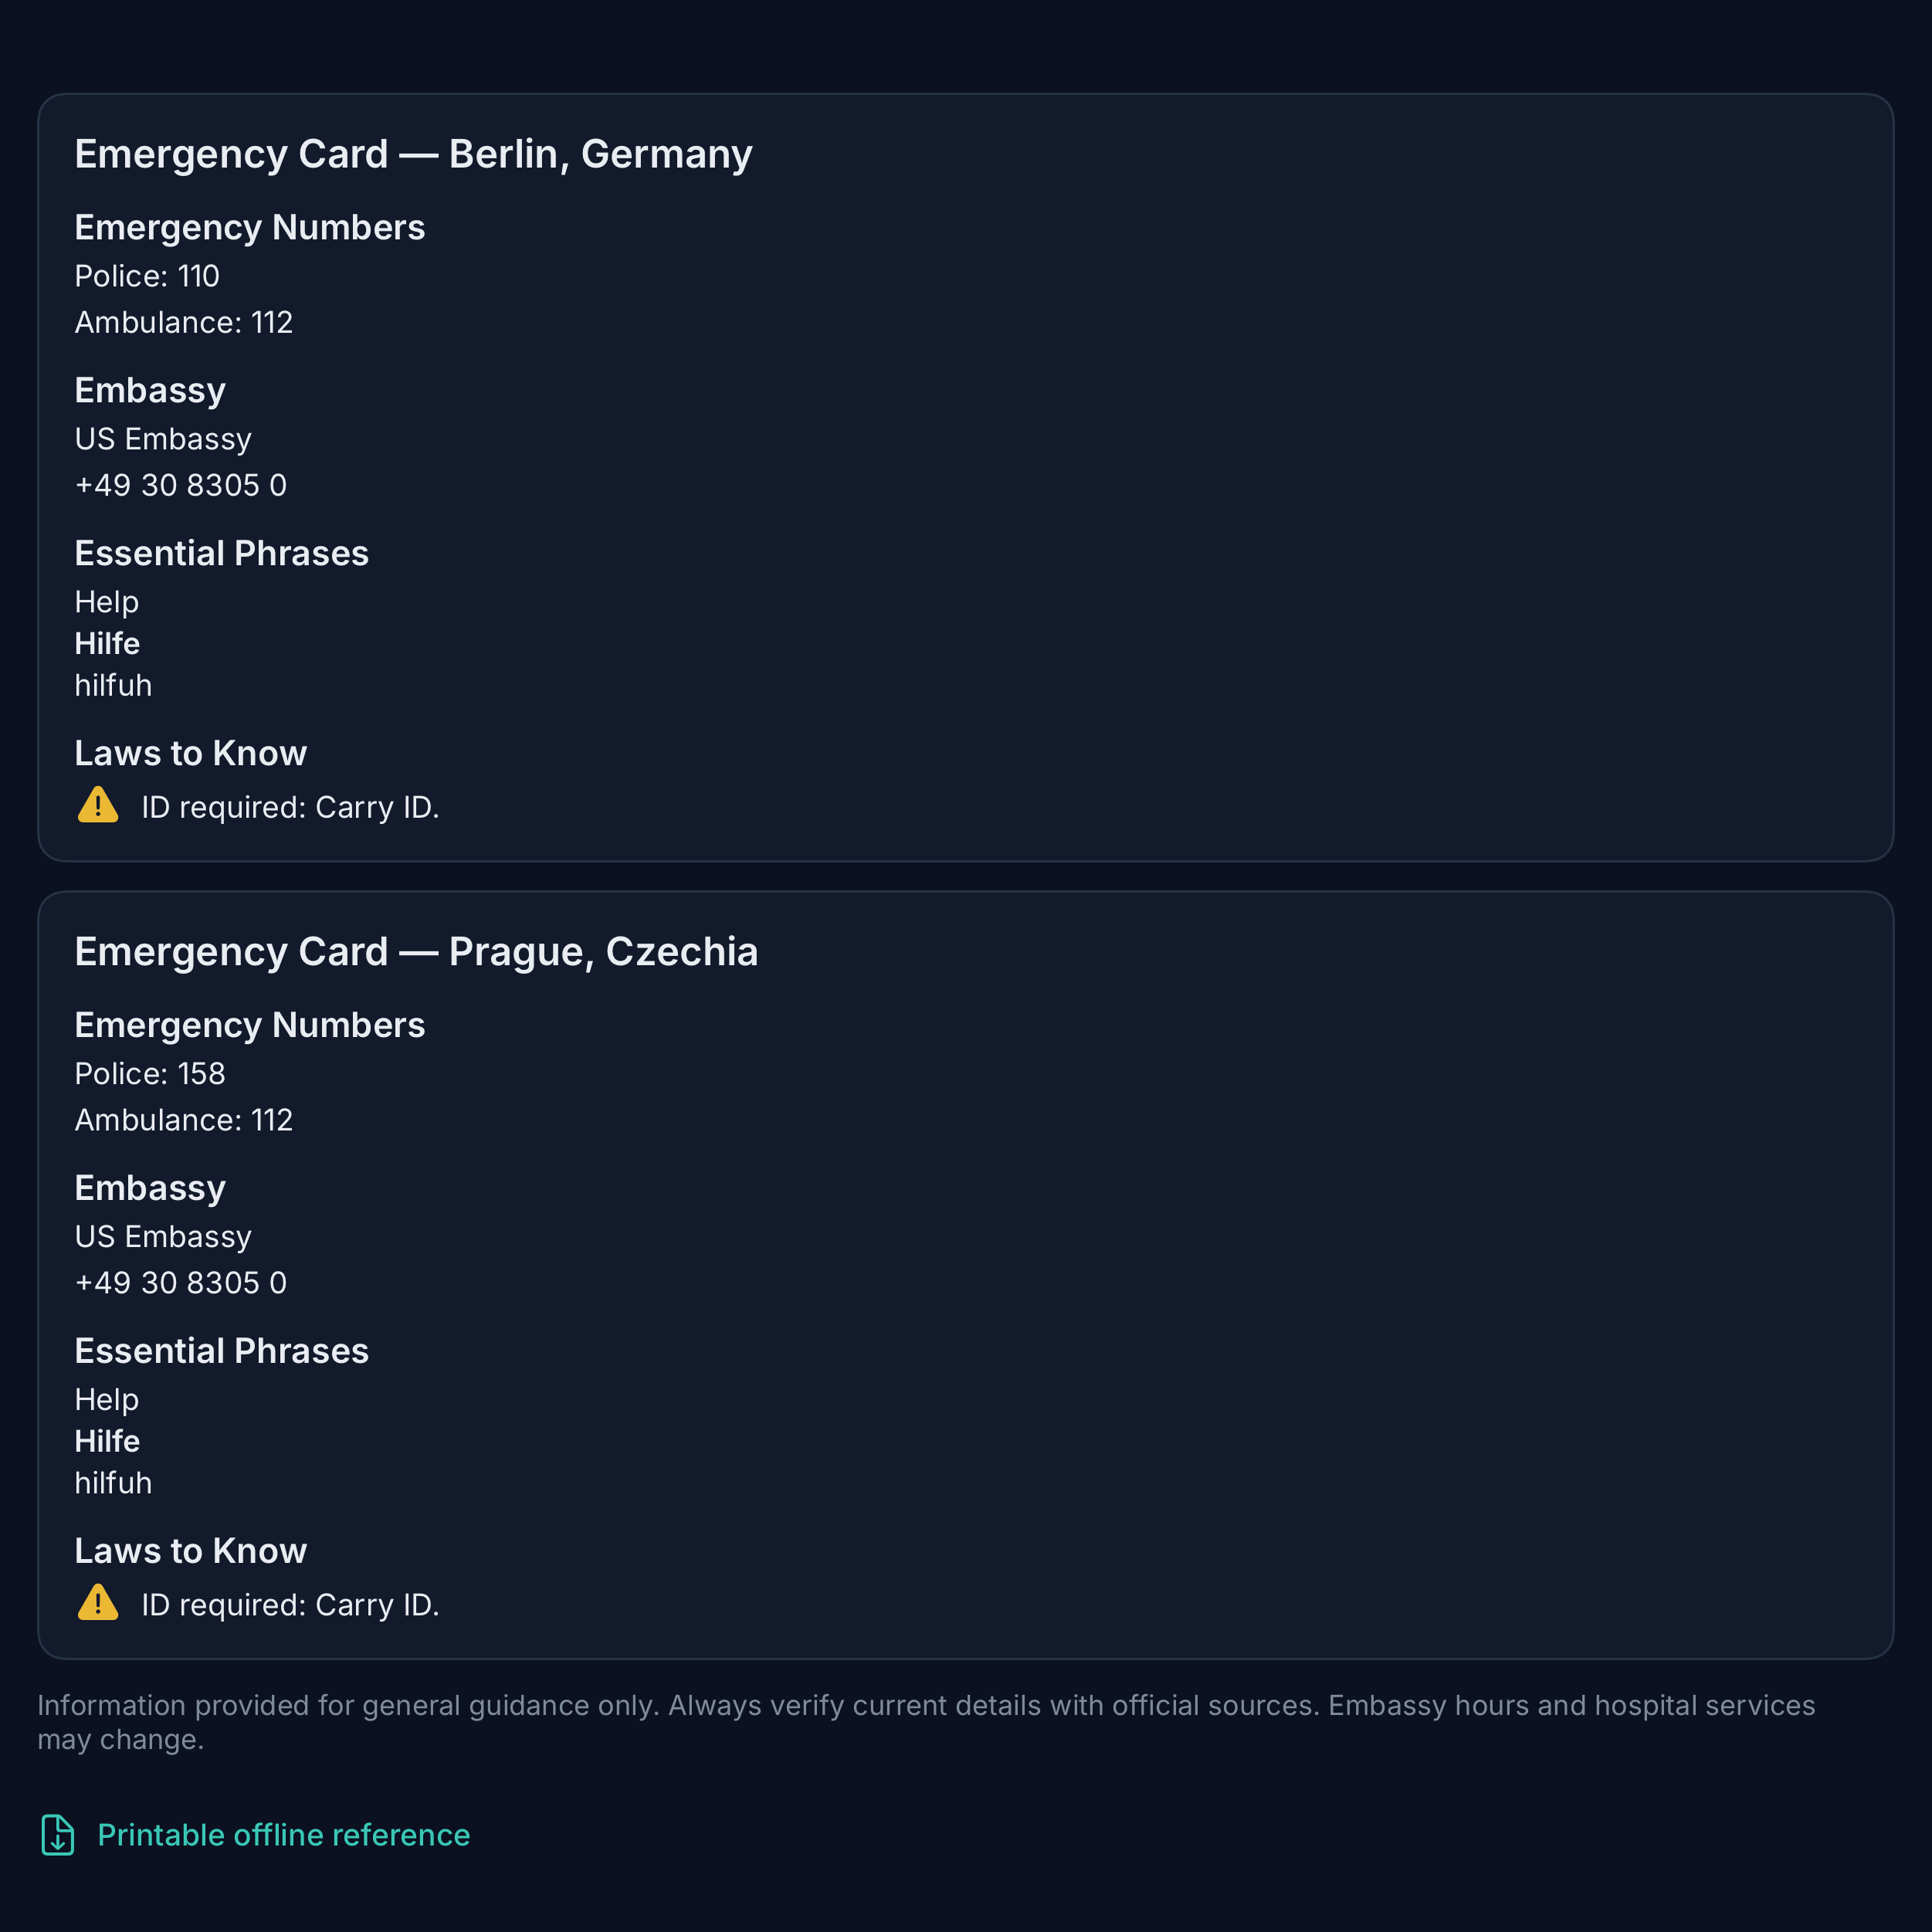 Emergency Card — Berlin, Germany
Emergency Numbers
Police: 110
Ambulance: 112
Embassy
US Embassy
+49 30 8305 0
Essential Phrases
Help
Hilfe
hilfuh
Laws to Know
ID required: Carry ID.
Emergency Card — Prague, Czechia
Emergency Numbers
Police: 158
Ambulance: 112
Embassy
US Embassy
+49 30 8305 0
Essential Phrases
Help
Hilfe
hilfuh
Laws to Know
ID required: Carry ID.
Information provided for general guidance only. Always verify current details with official sources. Embassy hours and hospital services
may change.
Printable offline reference